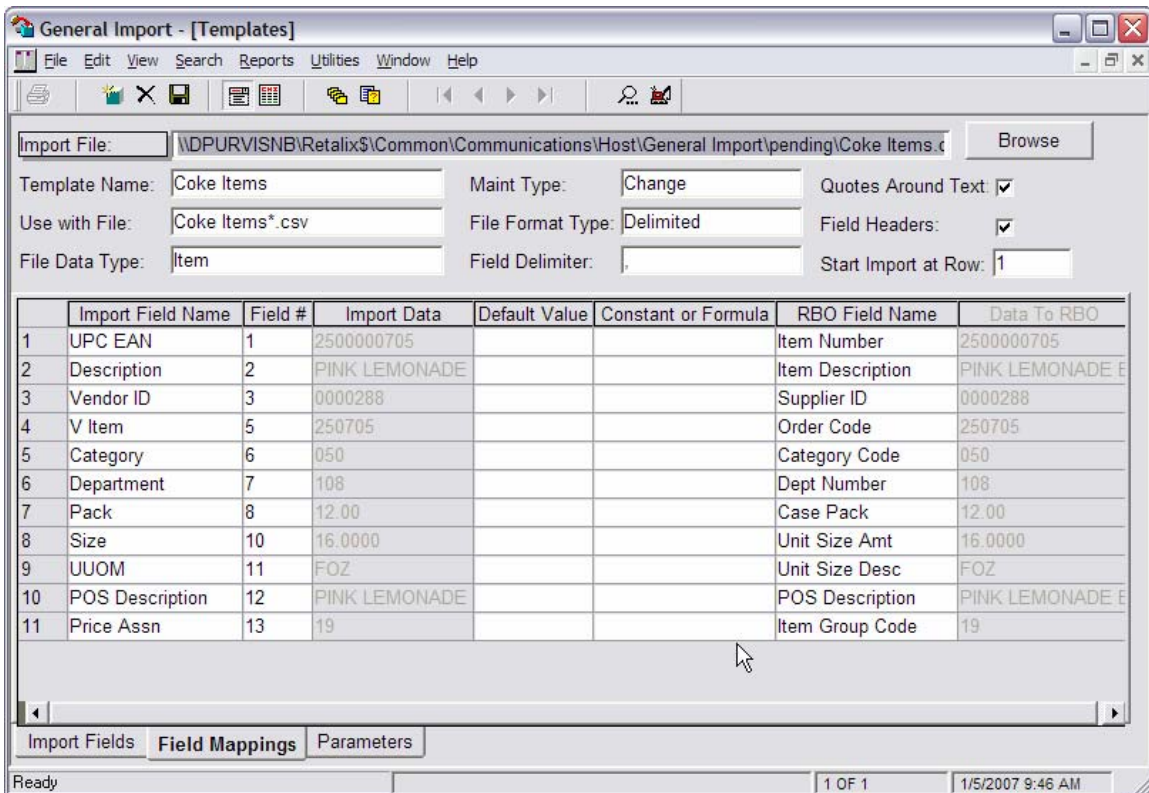 General Import - [Templates]
File Edit View Search Reports Utilities Window Help
Import File: \\DPURVISNB\Retalix$\Common\Communications\Host\General Import\pending\Coke Items.c Browse
Template Name: Coke Items Maint Type: Change Quotes Around Text:
Use with File: Coke Items*.csv File Format Type: Delimited Field Headers:
File Data Type: Item Field Delimiter: , Start Import at Row: 1
Import Field Name Field # Import Data Default Value Constant or Formula RBO Field Name Data To RBO
1 UPC EAN 1 2500000705 Item Number 2500000705
2 Description 2 PINK LEMONADE Item Description PINK LEMONADE E
3 Vendor ID 3 0000288 Supplier ID 0000288
4 V Item 5 250705 Order Code 250705
5 Category 6 050 Category Code 050
6 Department 7 108 Dept Number 108
7 Pack 8 12.00 Case Pack 12.00
8 Size 10 16.0000 Unit Size Amt 16.0000
9 UUOM 11 FOZ Unit Size Desc FOZ
10 POS Description 12 PINK LEMONADE POS Description PINK LEMONADE E
11 Price Assn 13 19 Item Group Code 19
Import Fields Field Mappings Parameters
Ready 1 OF 1 1/5/2007 9:46 AM